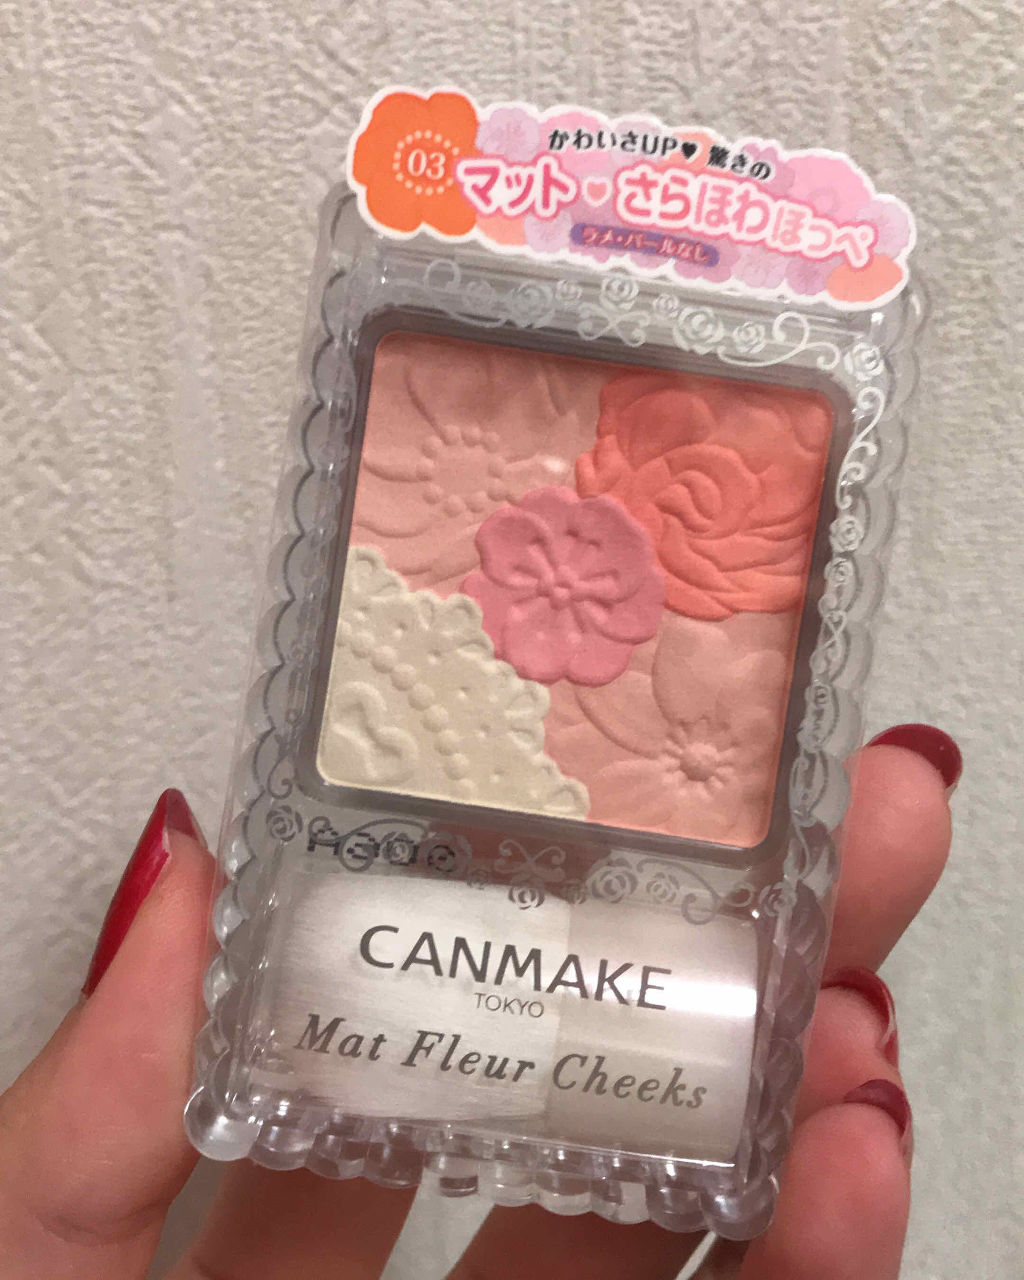 03
かわいさUP♥ 驚きの
マット♥さらほわほっぺ
ラメ・パールなし
CANMAKE
TOKYO
Mat Fleur Cheeks